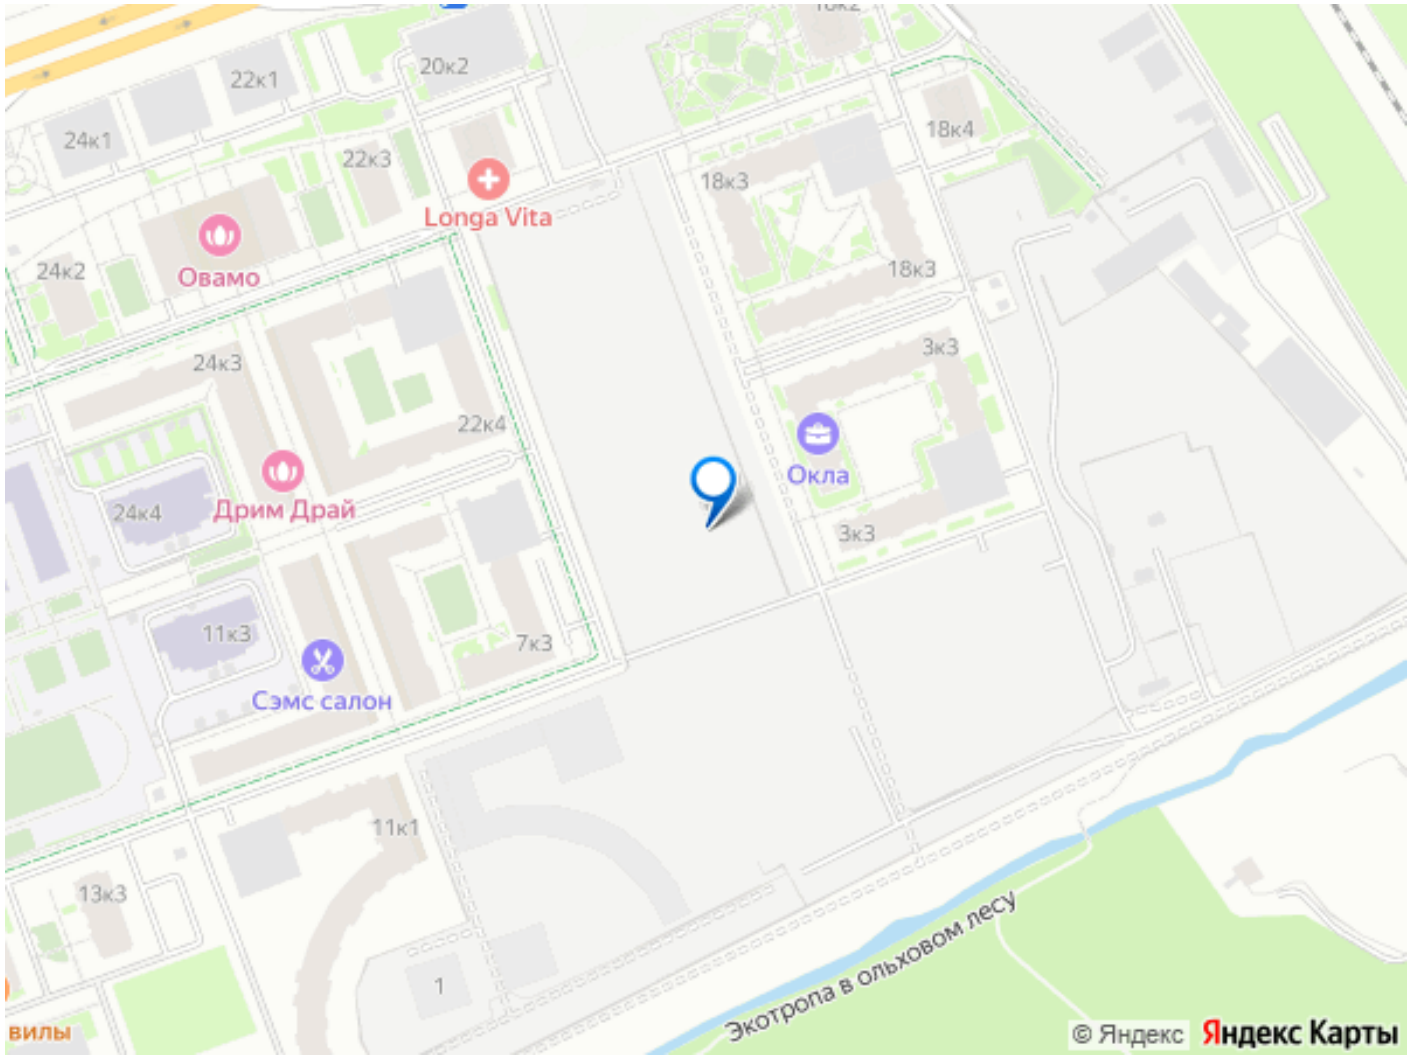 18к2
20к2
22к1
24к1
18к4
22к3
18к3
Longa Vita
24к2
Овамо
18к3
3к3
24к3
22к4
Окла
24к4
Дрим Драй
3к3
11к3
7к3
Сэмс салон
11к1
13к3
Экотропа в ольховом лесу
1
вилы
© Яндекс Яндекс Карты